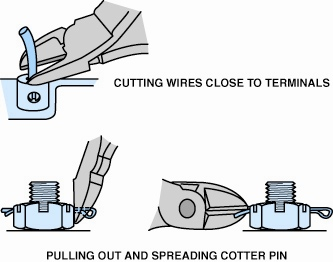 CUTTING WIRES CLOSE TO TERMINALS
PULLING OUT AND SPREADING COTTER PIN